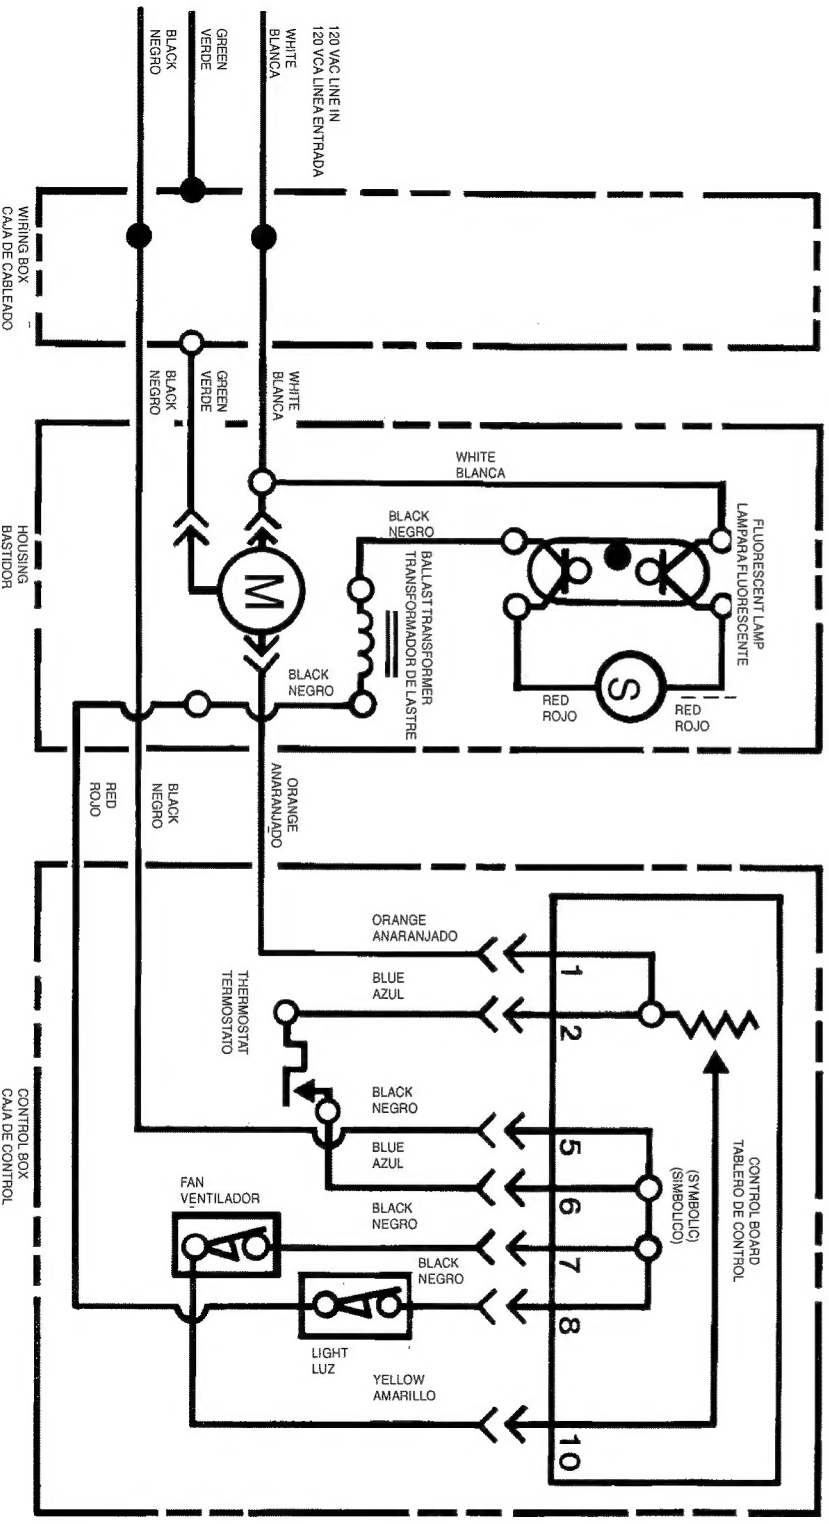 120 VAC LINE IN
120 VCA LINEA ENTRADA
WHITE
BLANCA
GREEN
VERDE
BLACK
NEGRO
WIRING BOX
CAJA DE CABLEADO
WHITE
BLANCA
GREEN
VERDE
BLACK
NEGRO
HOUSING
BASTIDOR
WHITE
BLANCA
BLACK
NEGRO
FLUORESCENT LAMP
LAMPARA FLUORESCENTE
BALLAST TRANSFORMER
TRANSFORMADOR DE LASTRE
M
S
RED
ROJO
RED
ROJO
BLACK
NEGRO
ORANGE
ANARANJADO
BLACK
NEGRO
RED
ROJO
CONTROL BOX
CAJA DE CONTROL
ORANGE
ANARANJADO
BLUE
AZUL
THERMOSTAT
TERMOSTATO
BLACK
NEGRO
BLUE
AZUL
BLACK
NEGRO
BLACK
NEGRO
FAN
VENTILADOR
LIGHT
LUZ
YELLOW
AMARILLO
1
2
5
6
7
8
10
(SYMBOLIC)
(SIMBOLICO)
CONTROL BOARD
TABLERO DE CONTROL